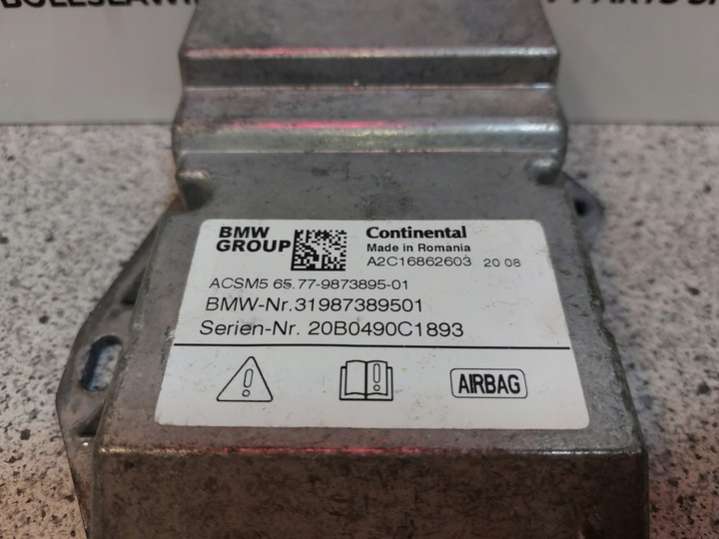 BMW GROUP
Continental
Made in Romania
A2C16862603 20 08
ACSM5 65.77-9873895-01
BMW-Nr.31987389501
Serien-Nr. 20B0490C1893
AIRBAG